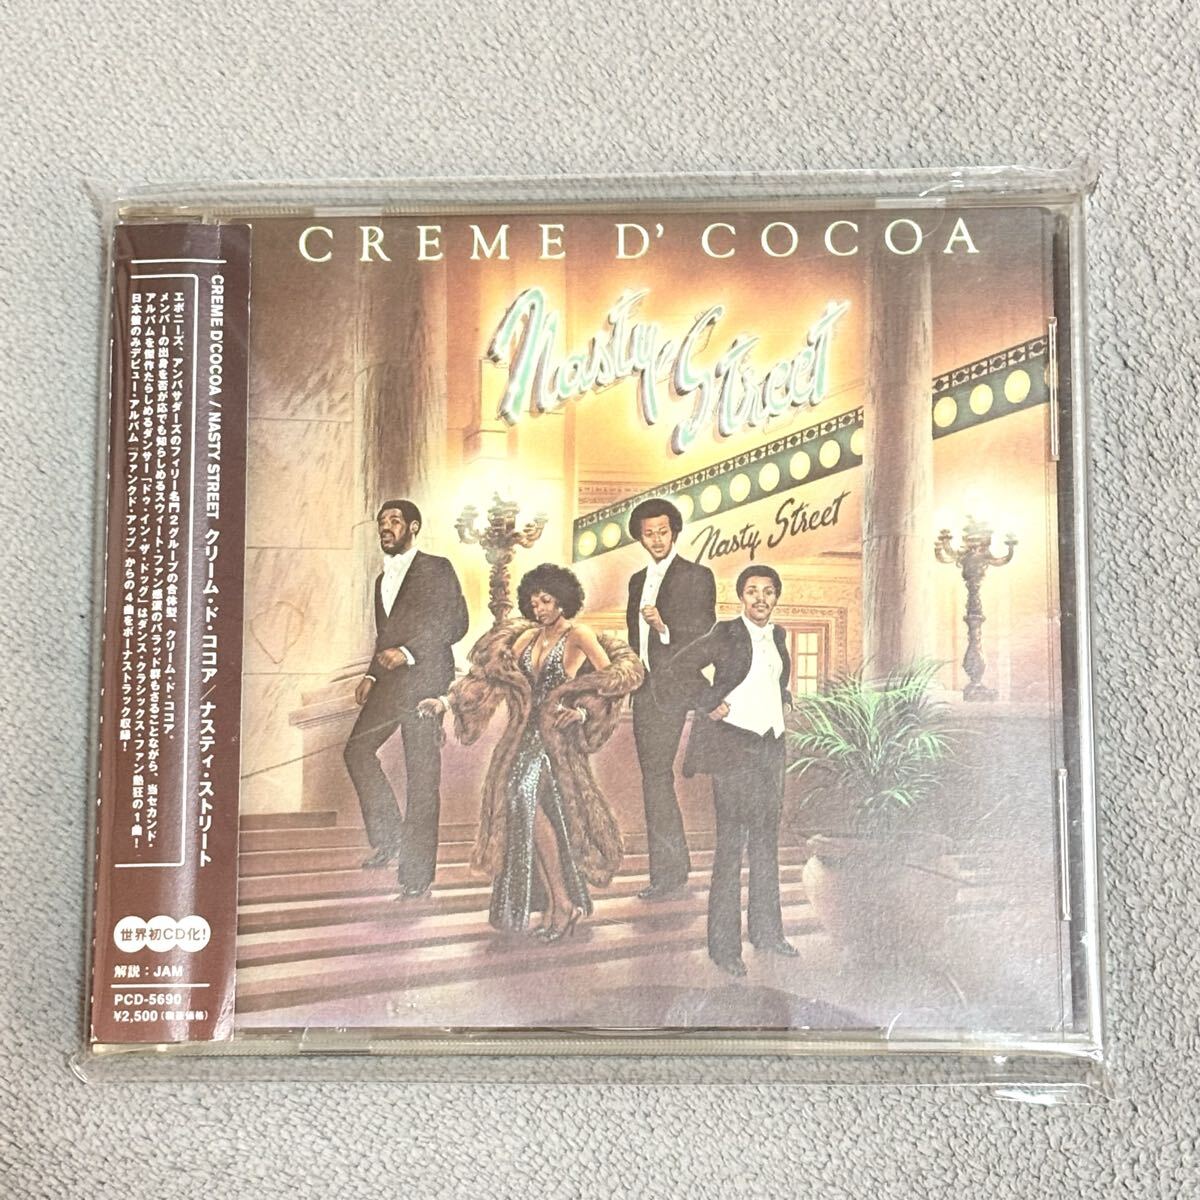 CREME D' COCOA
Nasty Street
Nasty Street
CREME D'COCOA / NASTY STREET クリーム・ド・ココア/ナスティ・ストリート
エボニーズ、アンバサダーズのフィリー名門2グループの合体型、クリーム・ド・ココア。
メンバーの出身を否が応でも知らしめるスウィート・ファン感涙のバラッド群もさることながら、当セカンド・
アルバムを傑作たらしめるダンサー「ドゥ・イン・ザ・ドッグ」はダンス・クラシックス・ファン熱狂の1曲!
日本盤のみデビュー・アルバム『ファンクド・アップ』からの4曲をボーナストラック収録!
世界初CD化!
解説:JAM
PCD-5690
¥2,500(税抜価格)